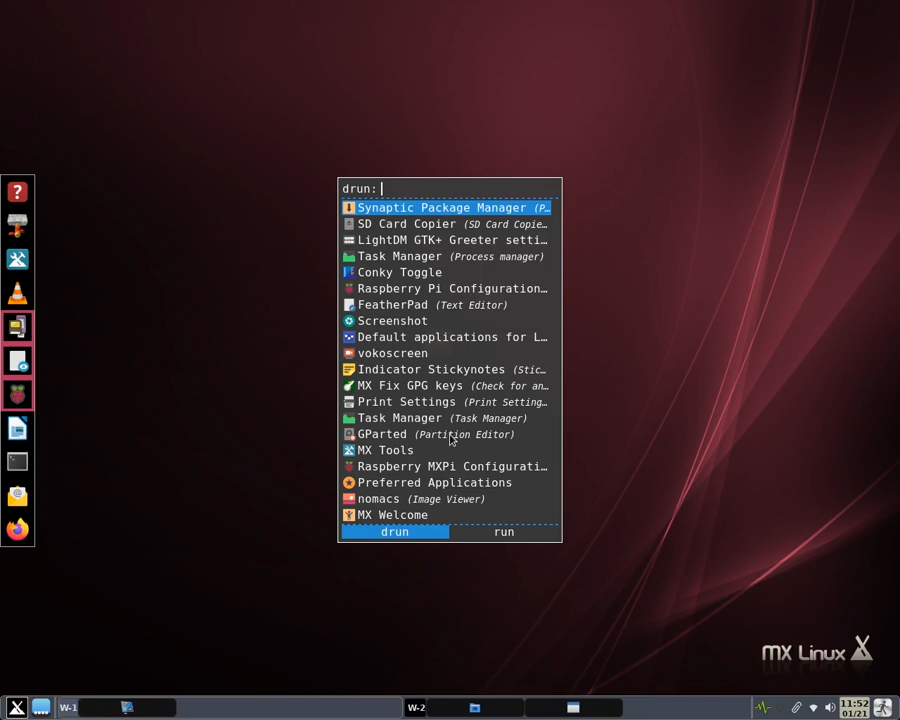 drun:
Synaptic Package Manager (P…
SD Card Copier (SD Card Copie…
LightDM GTK+ Greeter setti…
Task Manager (Process manager)
Conky Toggle
Raspberry Pi Configuration…
FeatherPad (Text Editor)
Screenshot
Default applications for L…
vokoscreen
Indicator Stickynotes (Stic…
MX Fix GPG keys (Check for an…
Print Settings (Print Setting…
Task Manager (Task Manager)
GParted (Partition Editor)
MX Tools
Raspberry MXPi Configurati…
Preferred Applications
nomacs (Image Viewer)
MX Welcome
drun run
MX Linux
W-1 W-2 11:52
01/21